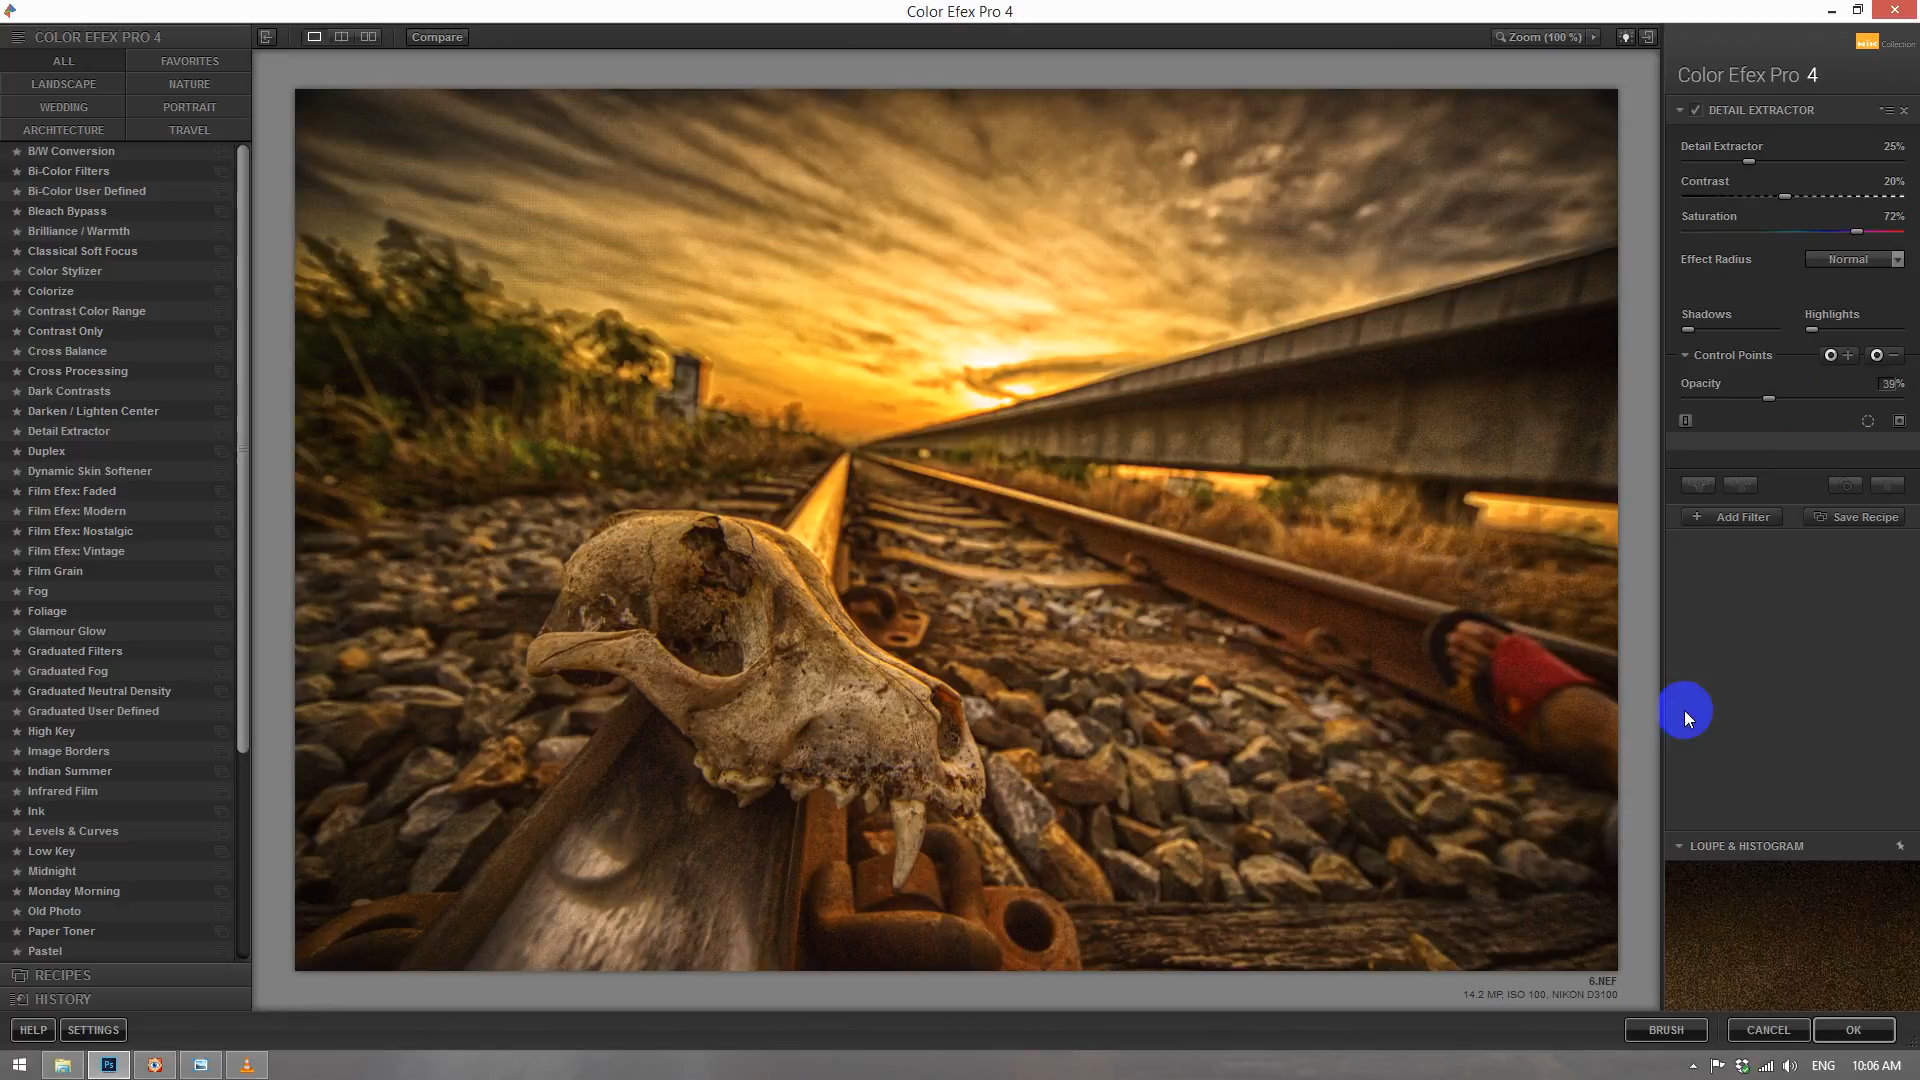 Color Efex Pro 4
COLOR EFEX PRO 4
Compare
Zoom (100 %)
Nik Collection
ALL
FAVORITES
LANDSCAPE
NATURE
WEDDING
PORTRAIT
ARCHITECTURE
TRAVEL
B/W Conversion
Bi-Color Filters
Bi-Color User Defined
Bleach Bypass
Brilliance / Warmth
Classical Soft Focus
Color Stylizer
Colorize
Contrast Color Range
Contrast Only
Cross Balance
Cross Processing
Dark Contrasts
Darken / Lighten Center
Detail Extractor
Duplex
Dynamic Skin Softener
Film Efex: Faded
Film Efex: Modern
Film Efex: Nostalgic
Film Efex: Vintage
Film Grain
Fog
Foliage
Glamour Glow
Graduated Filters
Graduated Fog
Graduated Neutral Density
Graduated User Defined
High Key
Image Borders
Indian Summer
Infrared Film
Ink
Levels & Curves
Low Key
Midnight
Monday Morning
Old Photo
Paper Toner
Pastel
RECIPES
HISTORY
HELP
SETTINGS
6.NEF
14.2 MP, ISO 100, NIKON D3100
Color Efex Pro 4
DETAIL EXTRACTOR
Detail Extractor 25%
Contrast 20%
Saturation 72%
Effect Radius Normal
Shadows Highlights
Control Points
Opacity 39%
Add Filter
Save Recipe
LOUPE & HISTOGRAM
BRUSH
CANCEL
OK
Ps
ENG
10:06 AM